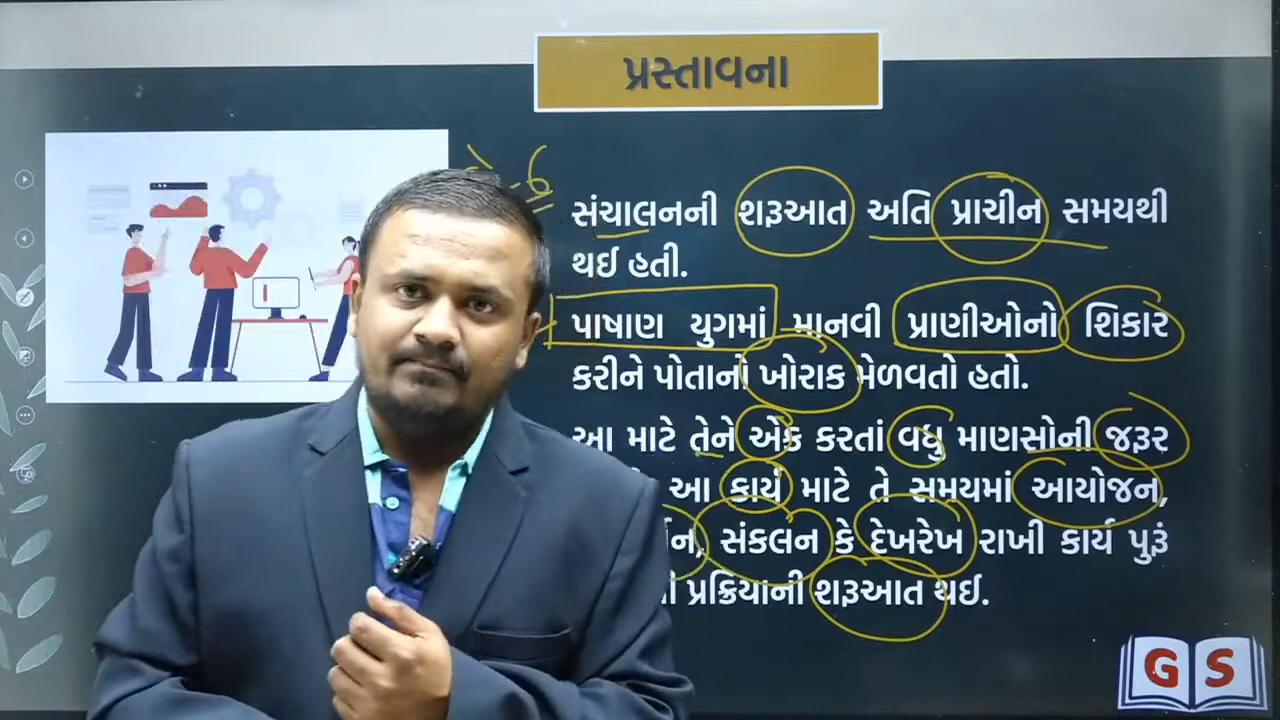 પ્રસ્તાવના
સંચાલનની શરૂઆત અતિ પ્રાચીન સમયથી
થઈ હતી.
પાષાણ યુગમાં માનવી પ્રાણીઓનો શિકાર
કરીને પોતાનો ખોરાક મેળવતો હતો.
આ માટે તેને એક કરતાં વધુ માણસોની જરૂર
આ કાર્ય માટે તે સમયમાં આયોજન,
સંકલન કે દેખરેખ રાખી કાર્ય પુરૂં
પ્રક્રિયાની શરૂઆત થઈ.
GS